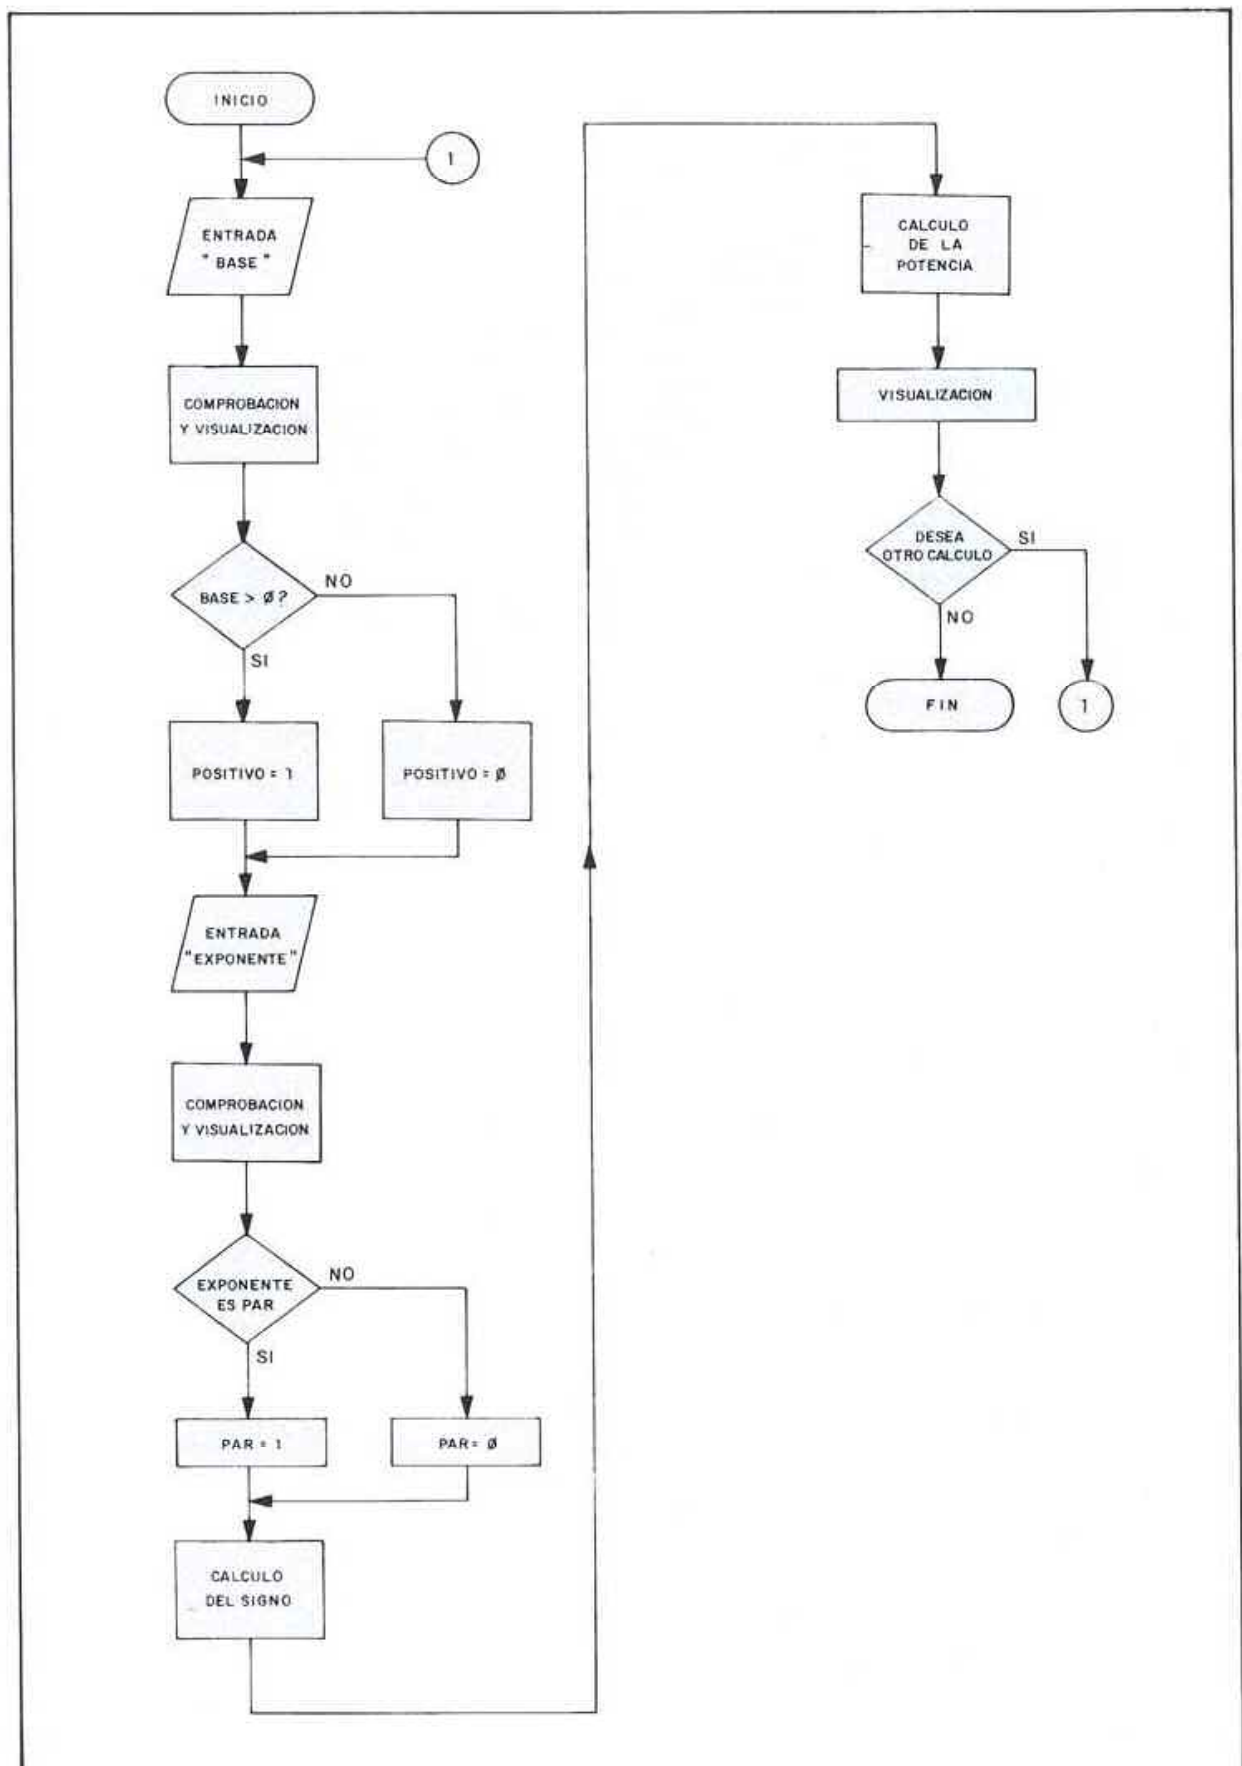 INICIO
1
ENTRADA
"BASE"
COMPROBACION
Y VISUALIZACION
BASE > Ø?
NO
SI
POSITIVO = 1
POSITIVO = Ø
ENTRADA
"EXPONENTE"
COMPROBACION
Y VISUALIZACION
EXPONENTE
ES PAR
NO
SI
PAR = 1
PAR = Ø
CALCULO
DEL SIGNO
CALCULO
DE LA
POTENCIA
VISUALIZACION
DESEA
OTRO CALCULO
SI
NO
FIN
1